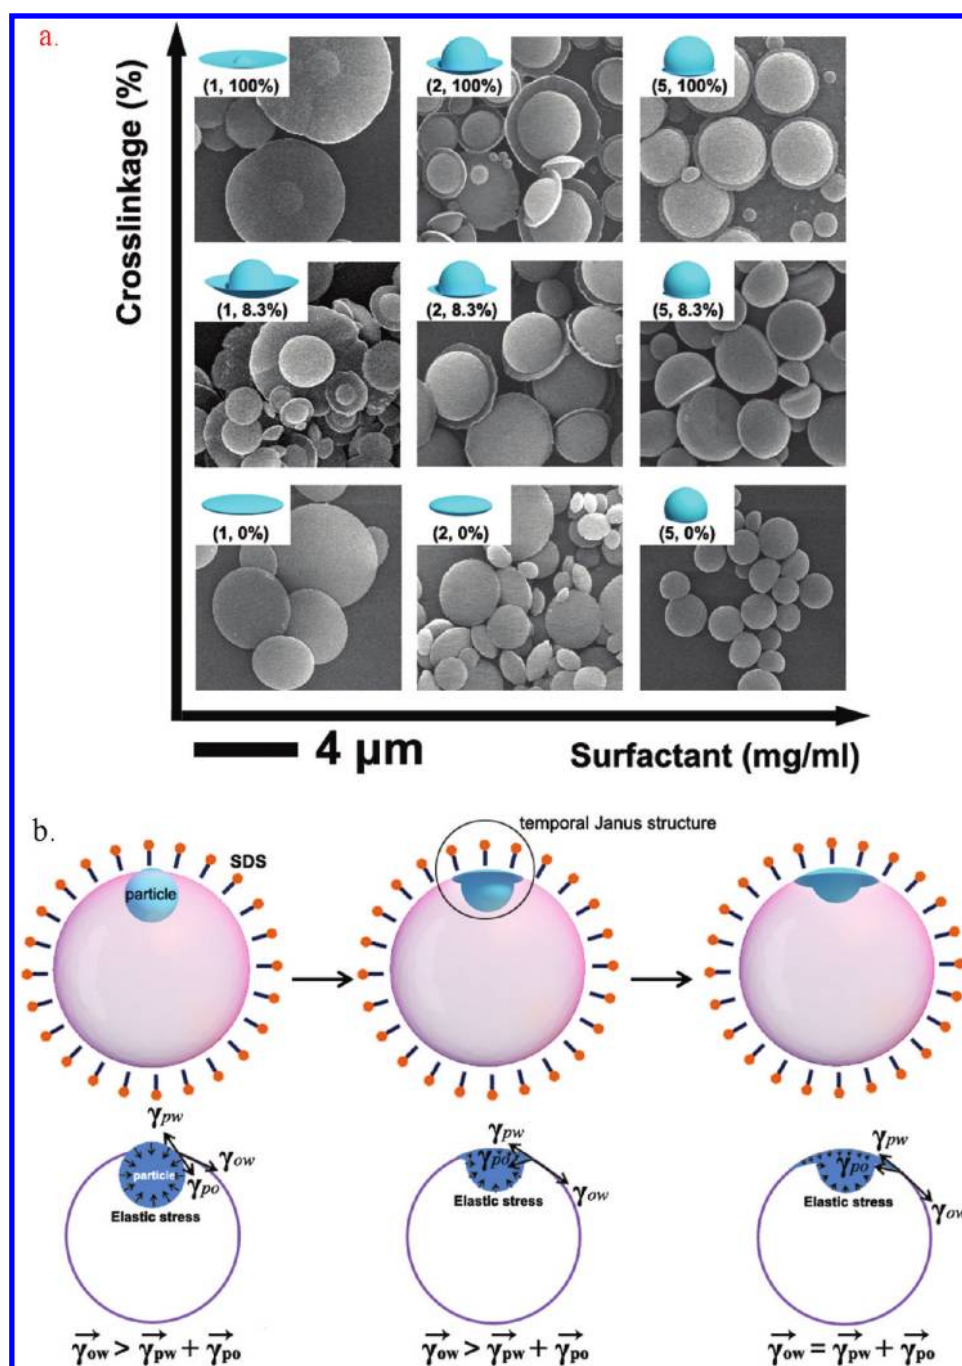 a.
Crosslinkage (%)
(1, 100%)
(2, 100%)
(5, 100%)
(1, 8.3%)
(2, 8.3%)
(5, 8.3%)
(1, 0%)
(2, 0%)
(5, 0%)
4 μm
Surfactant (mg/ml)
b.
temporal Janus structure
SDS
particle
γpw
γow
particle
γpo
Elastic stress
γpw
γpo
γow
Elastic stress
γpw
γpo
γow
Elastic stress
γow > γpw + γpo
γow > γpw + γpo
γow = γpw + γpo